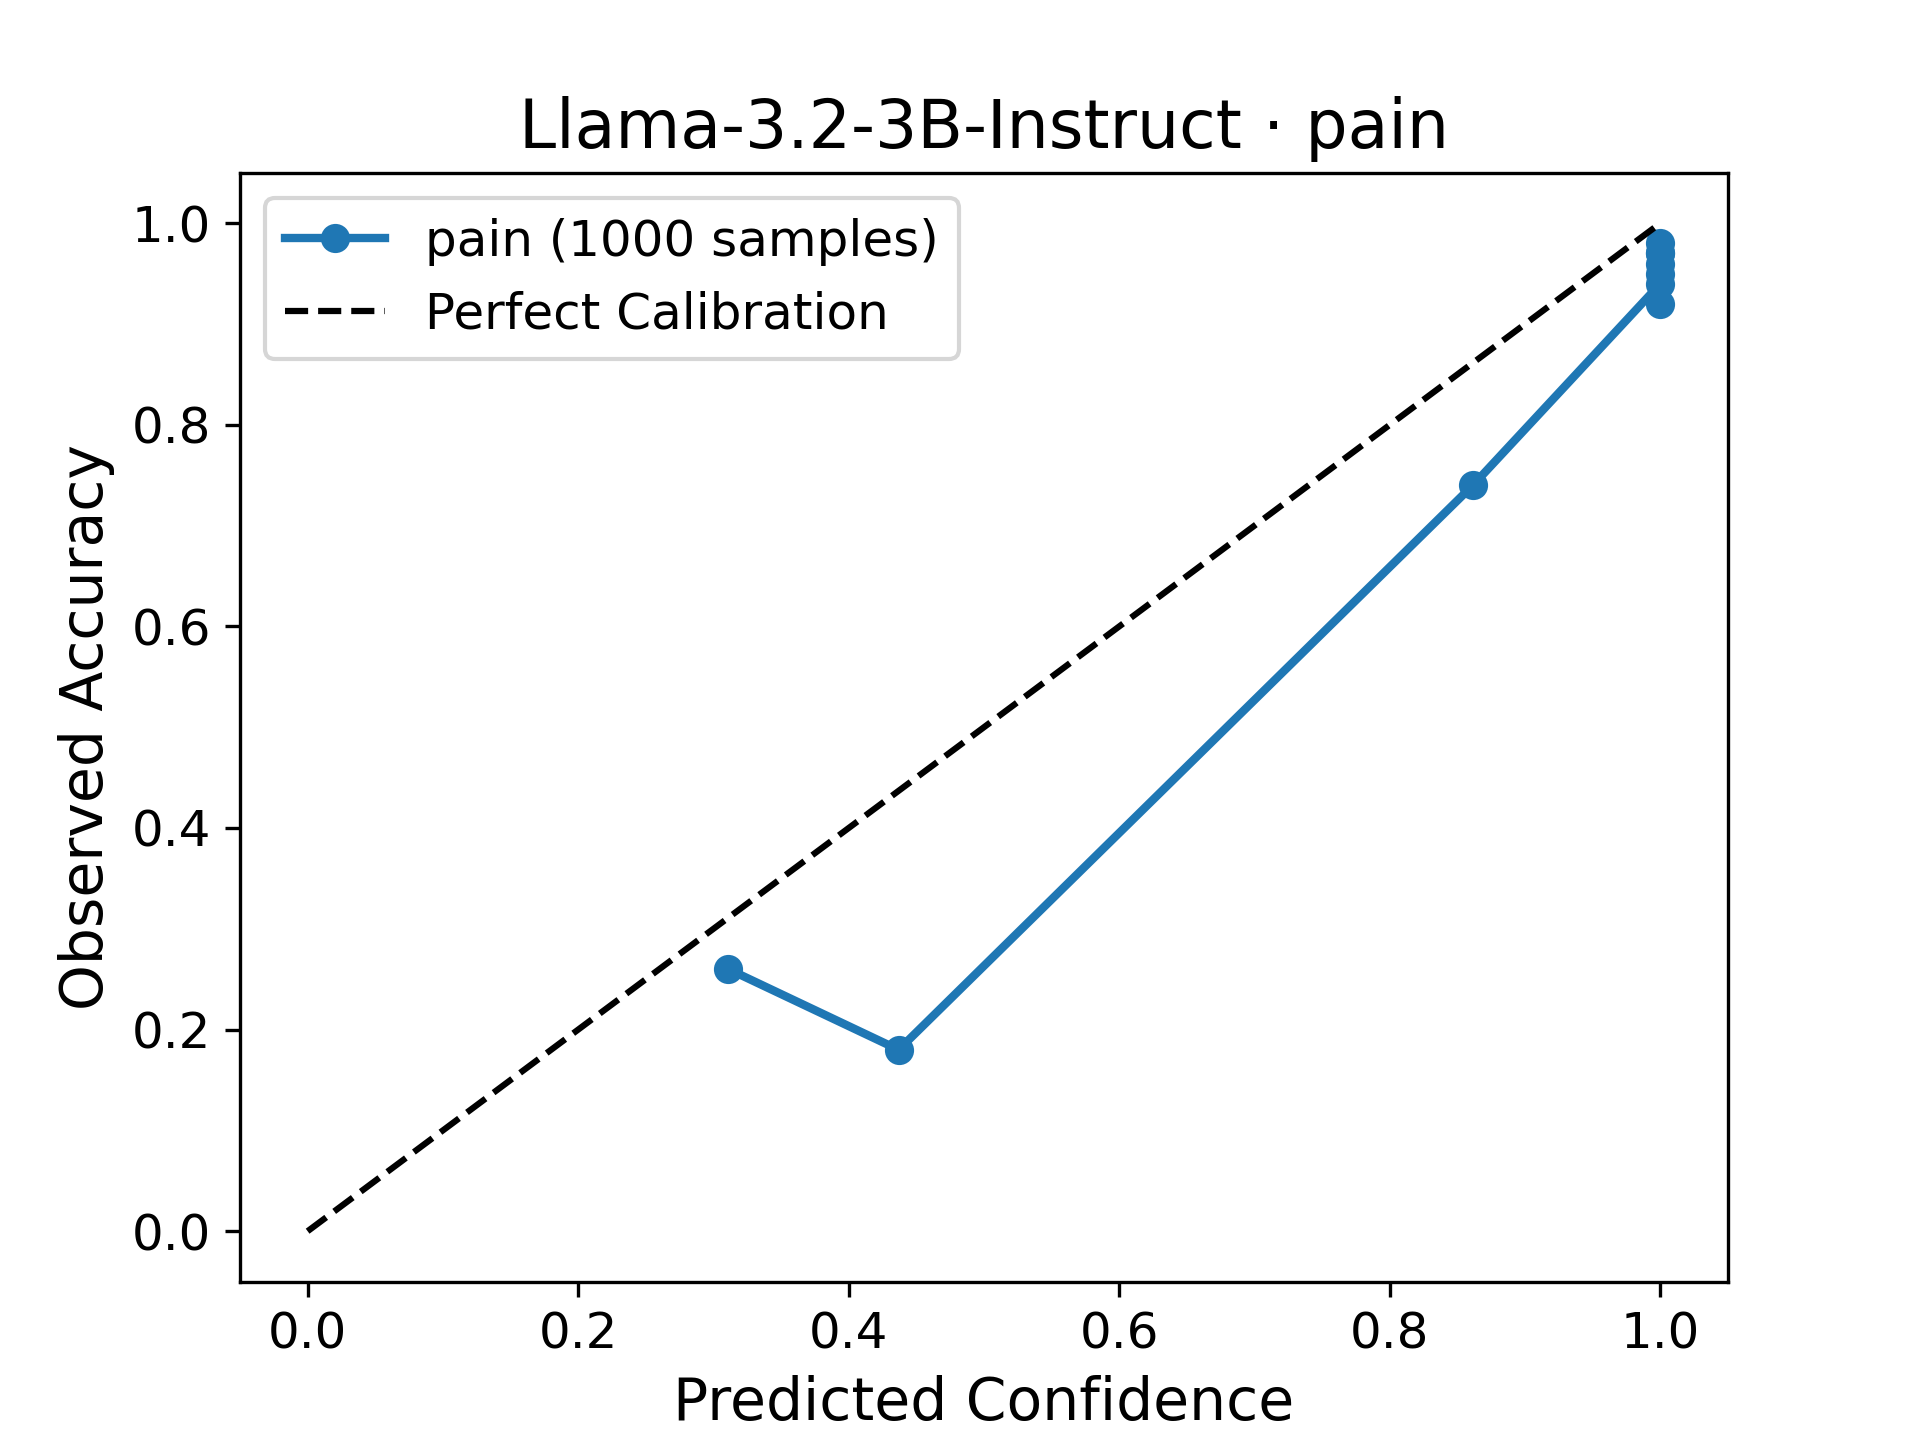 Llama-3.2-3B-Instruct · pain
pain (1000 samples)
Perfect Calibration
Observed Accuracy
1.0
0.8
0.6
0.4
0.2
0.0
0.0 0.2 0.4 0.6 0.8 1.0
Predicted Confidence